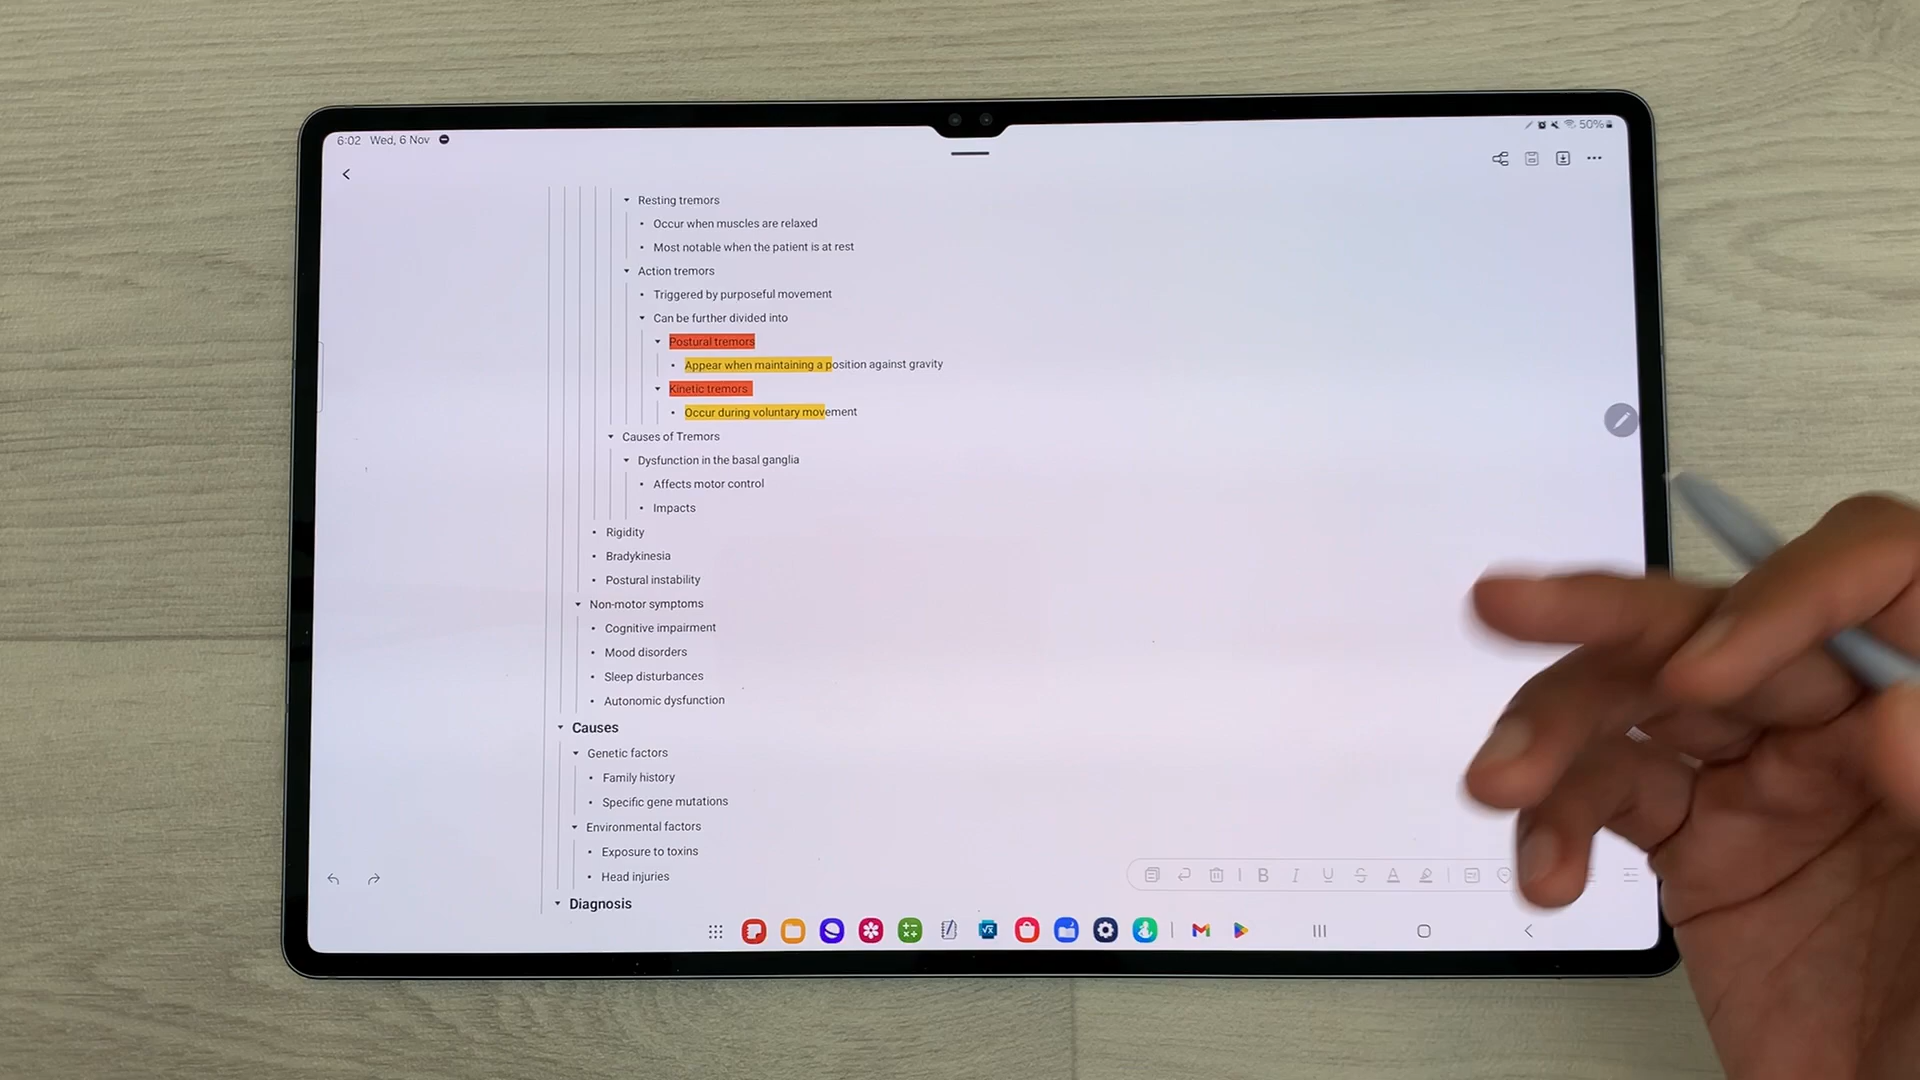 6:02 Wed, 6 Nov
50%
Resting tremors
Occur when muscles are relaxed
Most notable when the patient is at rest
Action tremors
Triggered by purposeful movement
Can be further divided into
Postural tremors
Appear when maintaining a position against gravity
Kinetic tremors
Occur during voluntary movement
Causes of Tremors
Dysfunction in the basal ganglia
Affects motor control
Impacts
Rigidity
Bradykinesia
Postural instability
Non-motor symptoms
Cognitive impairment
Mood disorders
Sleep disturbances
Autonomic dysfunction
Causes
Genetic factors
Family history
Specific gene mutations
Environmental factors
Exposure to toxins
Head injuries
B I U S A
Diagnosis